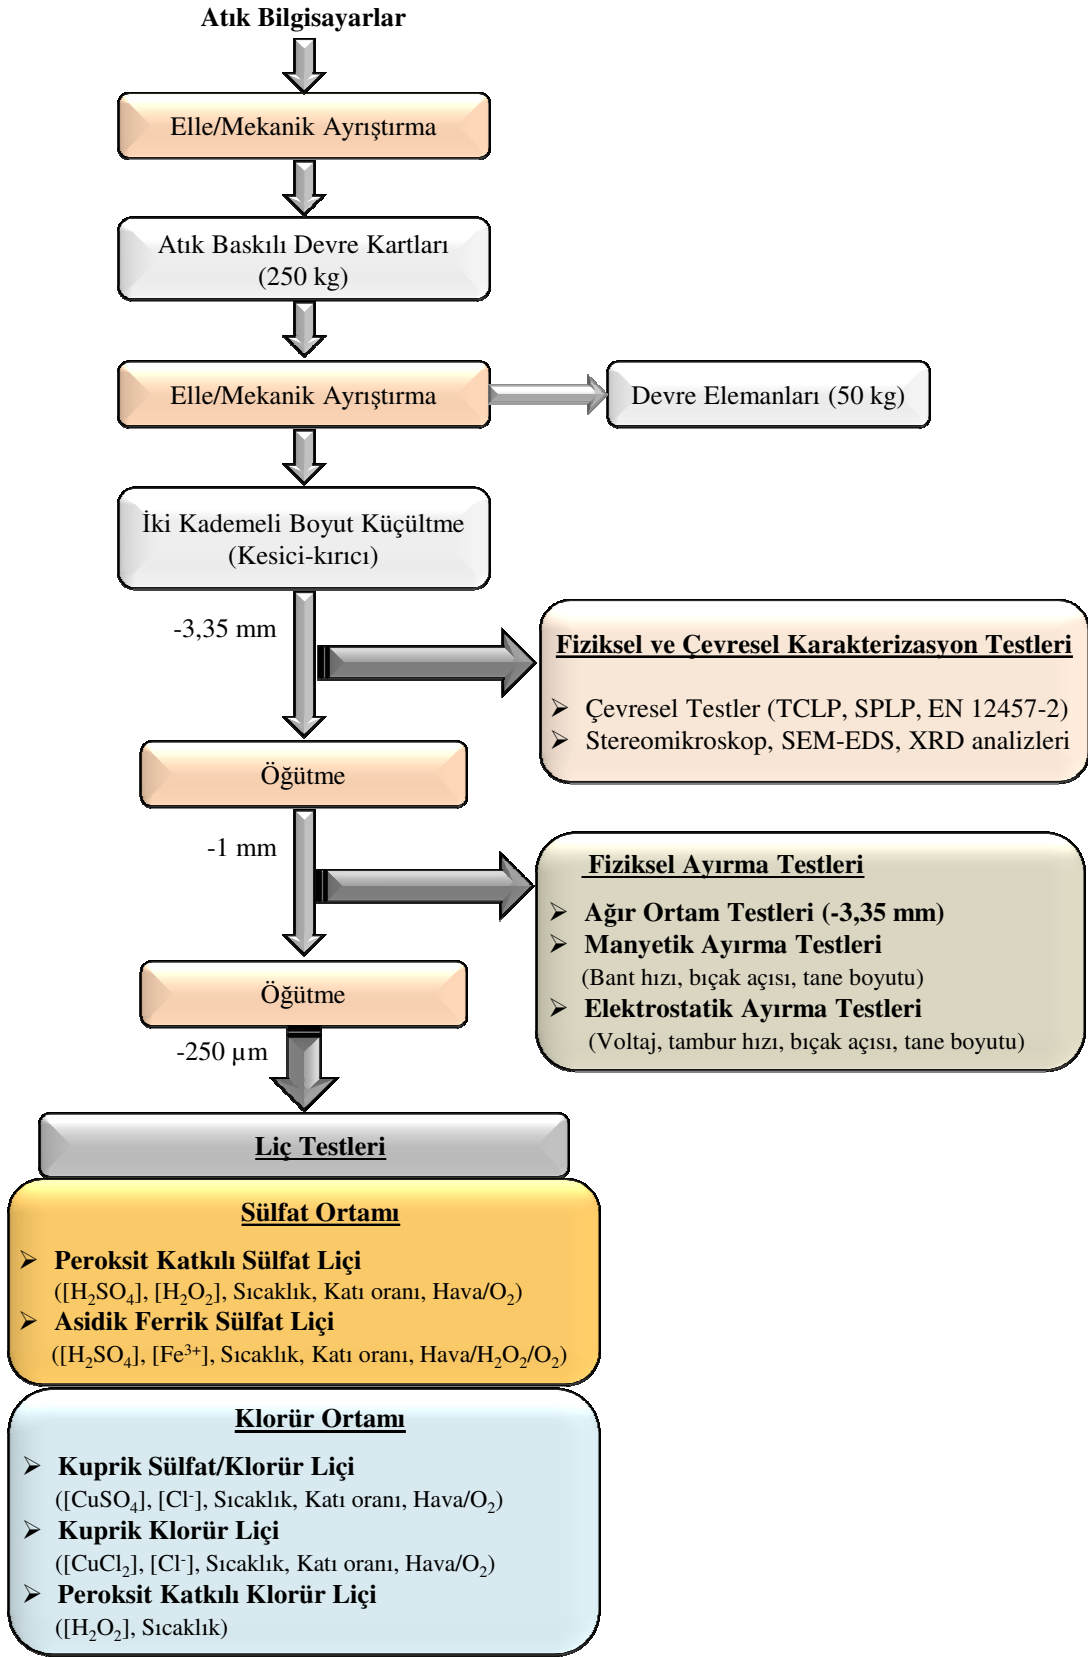 Atık Bilgisayarlar
Elle/Mekanik Ayrıştırma
Atık Baskılı Devre Kartları
(250 kg)
Elle/Mekanik Ayrıştırma
Devre Elemanları (50 kg)
İki Kademeli Boyut Küçültme
(Kesici-kırıcı)
-3,35 mm
Fiziksel ve Çevresel Karakterizasyon Testleri
➢ Çevresel Testler (TCLP, SPLP, EN 12457-2)
➢ Stereomikroskop, SEM-EDS, XRD analizleri
Öğütme
-1 mm
Fiziksel Ayırma Testleri
➢ Ağır Ortam Testleri (-3,35 mm)
➢ Manyetik Ayırma Testleri
(Bant hızı, bıçak açısı, tane boyutu)
➢ Elektrostatik Ayırma Testleri
(Voltaj, tambur hızı, bıçak açısı, tane boyutu)
Öğütme
-250 µm
Liç Testleri
Sülfat Ortamı
➢ Peroksit Katkılı Sülfat Liçi
([H₂SO₄], [H₂O₂], Sıcaklık, Katı oranı, Hava/O₂)
➢ Asidik Ferrik Sülfat Liçi
([H₂SO₄], [Fe³⁺], Sıcaklık, Katı oranı, Hava/H₂O₂/O₂)
Klorür Ortamı
➢ Kuprik Sülfat/Klorür Liçi
([CuSO₄], [Cl⁻], Sıcaklık, Katı oranı, Hava/O₂)
➢ Kuprik Klorür Liçi
([CuCl₂], [Cl⁻], Sıcaklık, Katı oranı, Hava/O₂)
➢ Peroksit Katkılı Klorür Liçi
([H₂O₂], Sıcaklık)